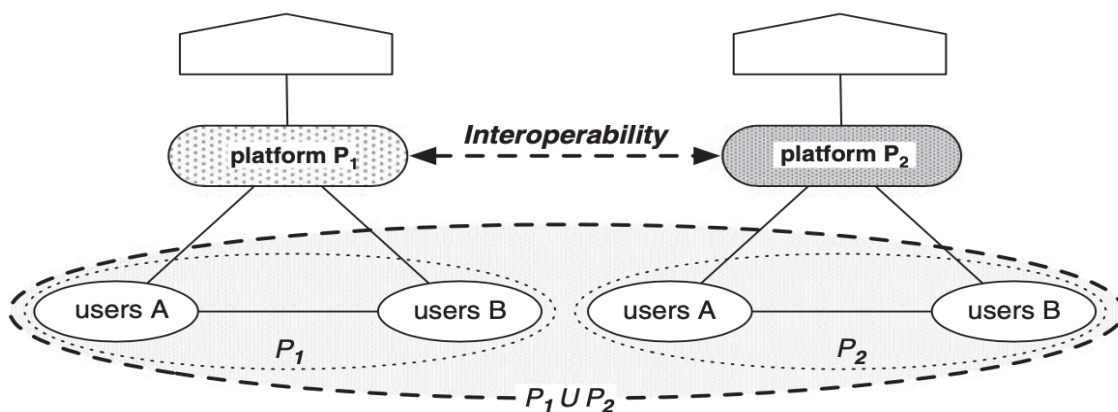 Interoperability
platform P₁
platform P₂
users A
users B
users A
users B
P₁
P₂
P₁ U P₂